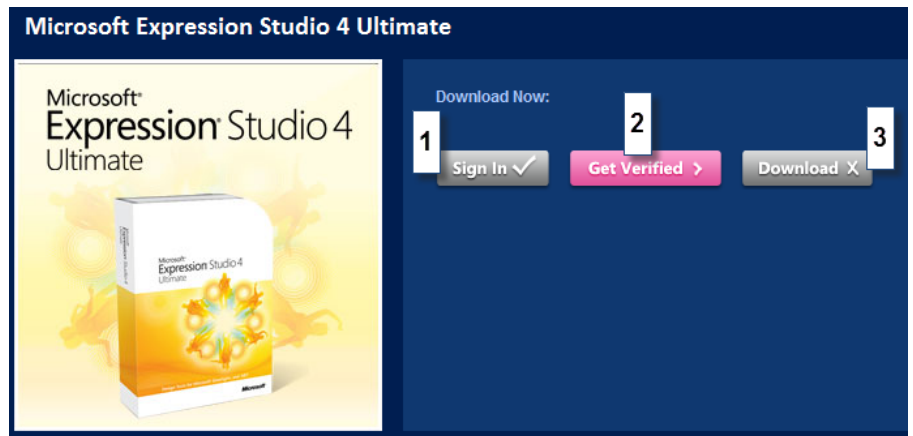 Microsoft Expression Studio 4 Ultimate
Microsoft
Expression Studio 4
Ultimate
Microsoft
Expression Studio 4
Ultimate
Microsoft
Download Now:
1
2
3
Sign In
Get Verified >
Download X